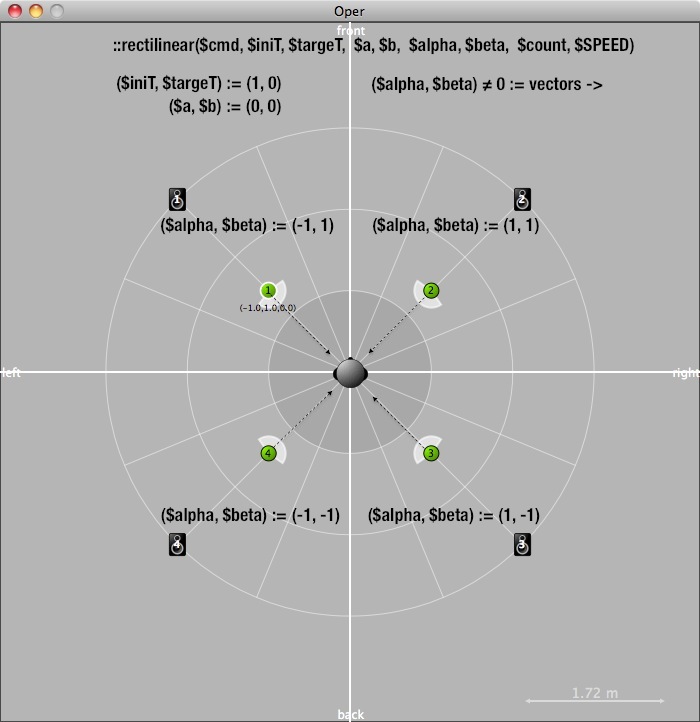 Oper
front
::rectilinear($cmd, $iniT, $targeT, $a, $b, $alpha, $beta, $count, $SPEED)
($iniT, $targeT) := (1, 0)
($alpha, $beta) ≠ 0 := vectors ->
($a, $b) := (0, 0)
1
2
($alpha, $beta) := (-1, 1)
($alpha, $beta) := (1, 1)
1
2
(-1.0,1.0,0.0)
left
right
4
3
($alpha, $beta) := (-1, -1)
($alpha, $beta) := (1, -1)
4
3
1.72 m
back